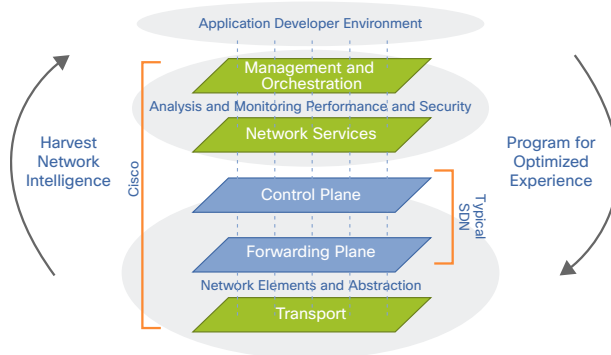 Application Developer Environment
Management and
Orchestration
Analysis and Monitoring Performance and Security
Network Services
Harvest
Network
Intelligence
Cisco
Control Plane
Typical
SDN
Program for
Optimized
Experience
Forwarding Plane
Network Elements and Abstraction
Transport